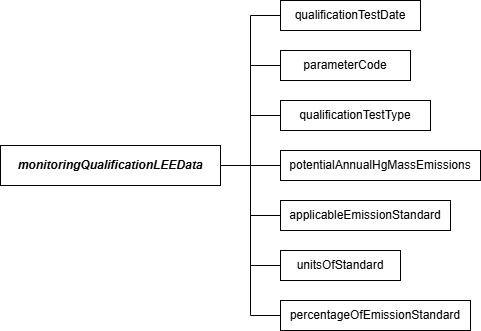 qualificationTestDate
parameterCode
qualificationTestType
monitoringQualificationLEEData
potentialAnnualHgMassEmissions
applicableEmissionStandard
unitsOfStandard
percentageOfEmissionStandard